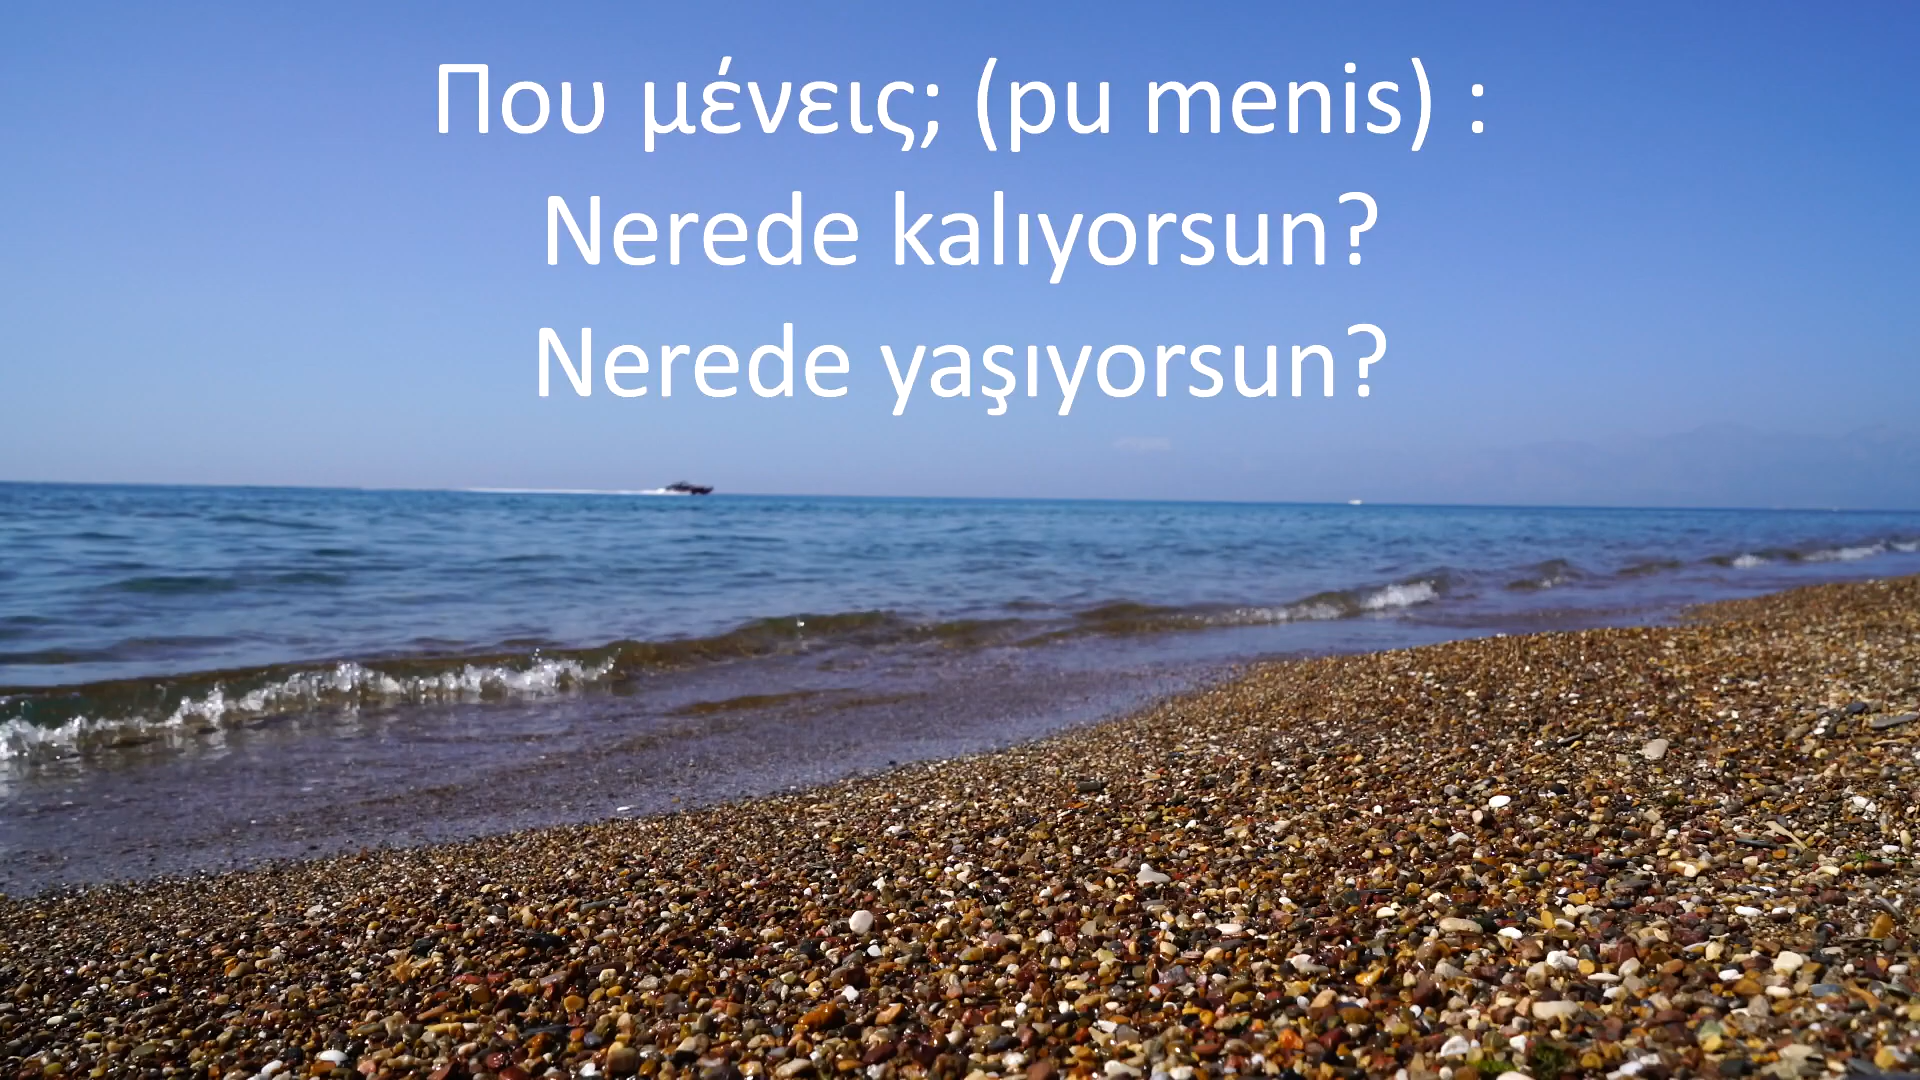 Που μένεις; (pu menis) :
Nerede kalıyorsun?
Nerede yaşıyorsun?